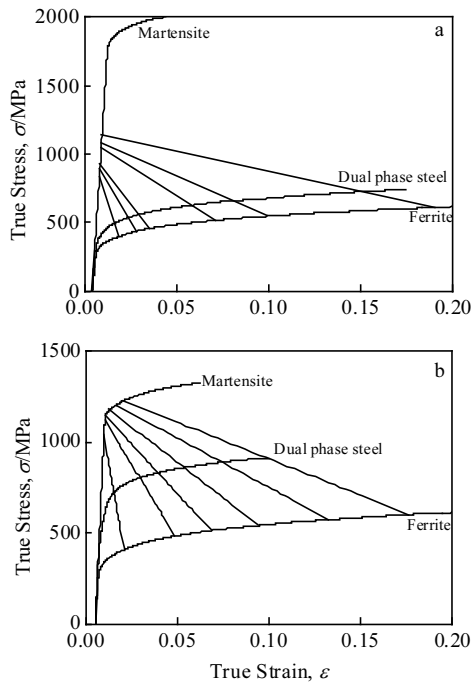 2000
a
Martensite
1500
True Stress, σ/MPa
1000
Dual phase steel
500
Ferrite
0
0.00
0.05
0.10
0.15
0.20
1500
b
Martensite
True Stress, σ/MPa
1000
Dual phase steel
500
Ferrite
0
0.00
0.05
0.10
0.15
0.20
True Strain, ε